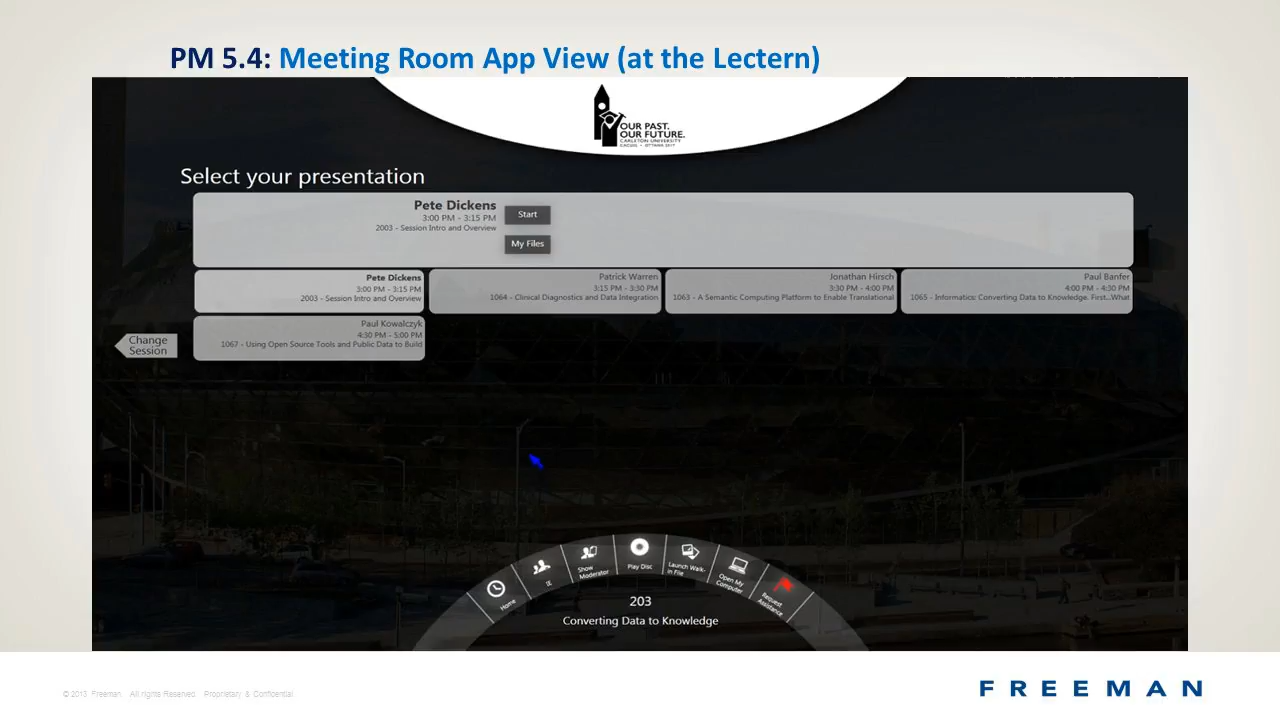 PM 5.4: Meeting Room App View (at the Lectern)
OUR PAST.
OUR FUTURE.
CARLETON UNIVERSITY
OTTAWA 2017
Select your presentation
Pete Dickens
3:00 PM - 3:15 PM
2003 - Session Intro and Overview
Start
My Files
Pete Dickens
3:00 PM - 3:15 PM
2003 - Session Intro and Overview
Patrick Warren
3:15 PM - 3:30 PM
1064 - Clinical Diagnostics and Data Integration
Jonathan Hirsch
3:30 PM - 4:00 PM
1063 - A Semantic Computing Platform to Enable Translational
Paul Banfer
4:00 PM - 4:30 PM
1065 - Informatics: Converting Data to Knowledge. First...What
Paul Kowalczyk
4:30 PM - 5:00 PM
1067 - Using Open Source Tools and Public Data to Build
Change
Session
Home
Show
Moderator
Play Disc
Launch Walk-
in File
Open My
Computer
Request
Assistance
203
Converting Data to Knowledge
© 2013 Freeman. All rights Reserved. Proprietary & Confidential
FREEMAN